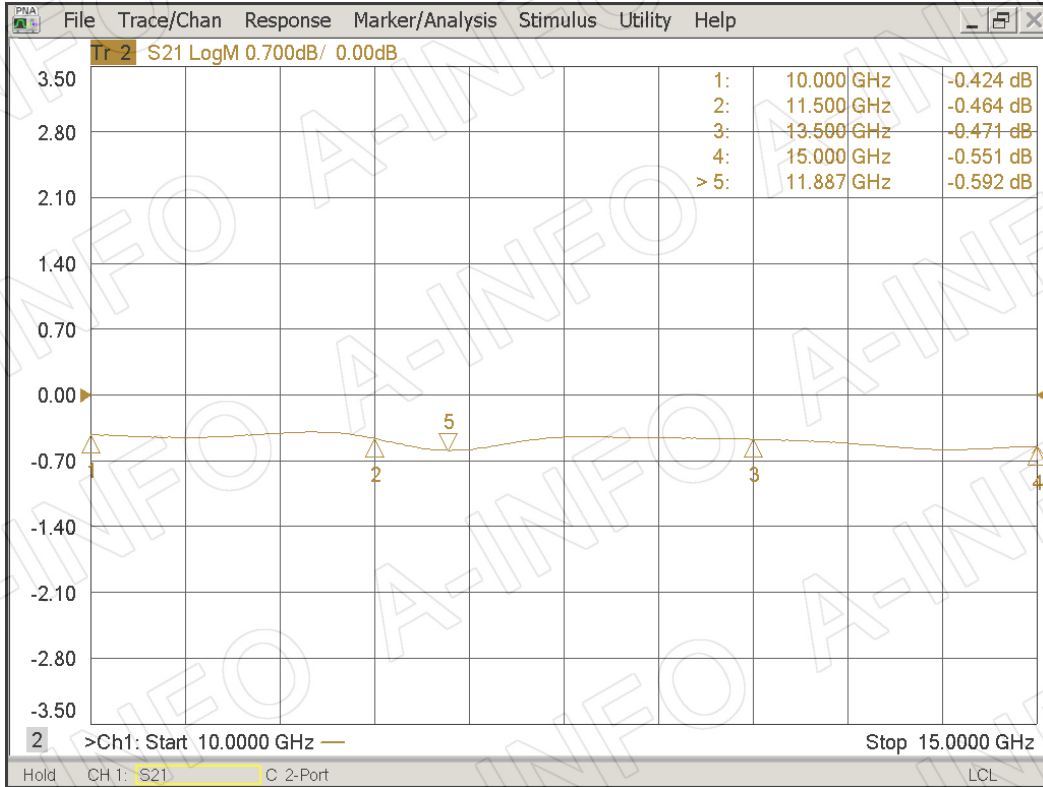 PNA
File Trace/Chan Response Marker/Analysis Stimulus Utility Help
Tr 2 S21 LogM 0.700dB/ 0.00dB
3.50
2.80
2.10
1.40
0.70
0.00
-0.70
-1.40
-2.10
-2.80
-3.50
1: 10.000 GHz -0.424 dB
2: 11.500 GHz -0.464 dB
3: 13.500 GHz -0.471 dB
4: 15.000 GHz -0.551 dB
> 5: 11.887 GHz -0.592 dB
5
1
2
3
4
2 >Ch1: Start 10.0000 GHz — Stop 15.0000 GHz
Hold CH 1: S21 C 2-Port LCL
A-INFO
A-INFO
A-INFO
A-INFO
A-INFO